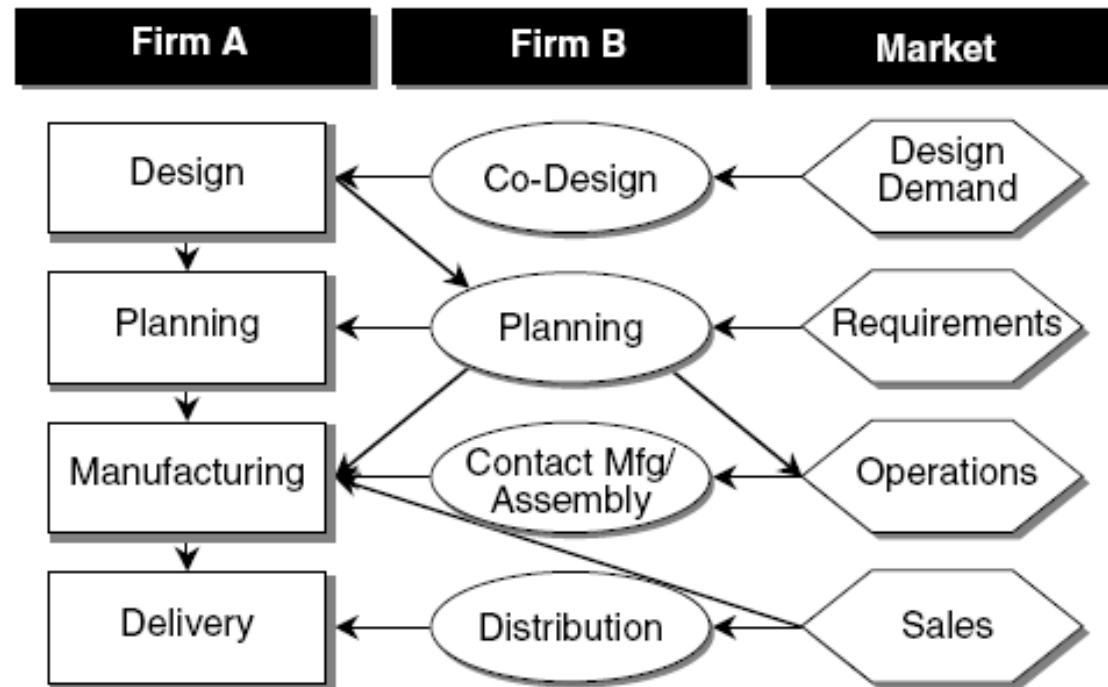 Firm A
Firm B
Market
Design
Co-Design
Design
Demand
Planning
Planning
Requirements
Manufacturing
Contact Mfg/
Assembly
Operations
Delivery
Distribution
Sales